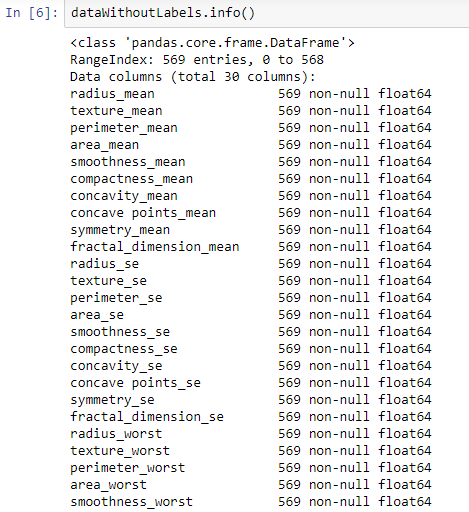 In [6]: dataWithoutLabels.info()
<class 'pandas.core.frame.DataFrame'>
RangeIndex: 569 entries, 0 to 568
Data columns (total 30 columns):
radius_mean 569 non-null float64
texture_mean 569 non-null float64
perimeter_mean 569 non-null float64
area_mean 569 non-null float64
smoothness_mean 569 non-null float64
compactness_mean 569 non-null float64
concavity_mean 569 non-null float64
concave points_mean 569 non-null float64
symmetry_mean 569 non-null float64
fractal_dimension_mean 569 non-null float64
radius_se 569 non-null float64
texture_se 569 non-null float64
perimeter_se 569 non-null float64
area_se 569 non-null float64
smoothness_se 569 non-null float64
compactness_se 569 non-null float64
concavity_se 569 non-null float64
concave points_se 569 non-null float64
symmetry_se 569 non-null float64
fractal_dimension_se 569 non-null float64
radius_worst 569 non-null float64
texture_worst 569 non-null float64
perimeter_worst 569 non-null float64
area_worst 569 non-null float64
smoothness_worst 569 non-null float64